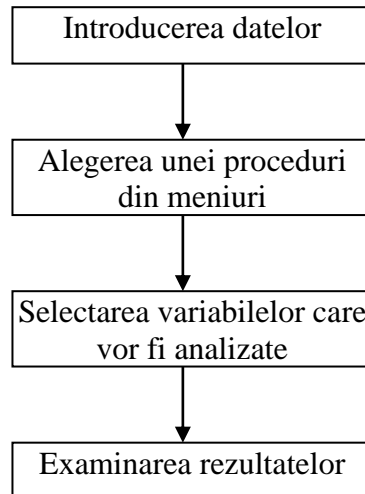 Introducerea datelor
Alegerea unei proceduri
din meniuri
Selectarea variabilelor care
vor fi analizate
Examinarea rezultatelor